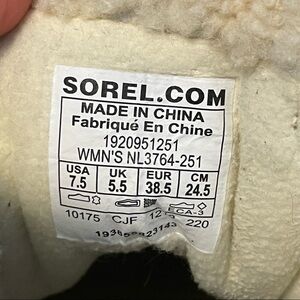 SOREL.COM
MADE IN CHINA
Fabriqué En Chine
1920951251
WMN'S NL3764-251
USA UK EUR CM
7.5 5.5 38.5 24.5
10175 CJF 220